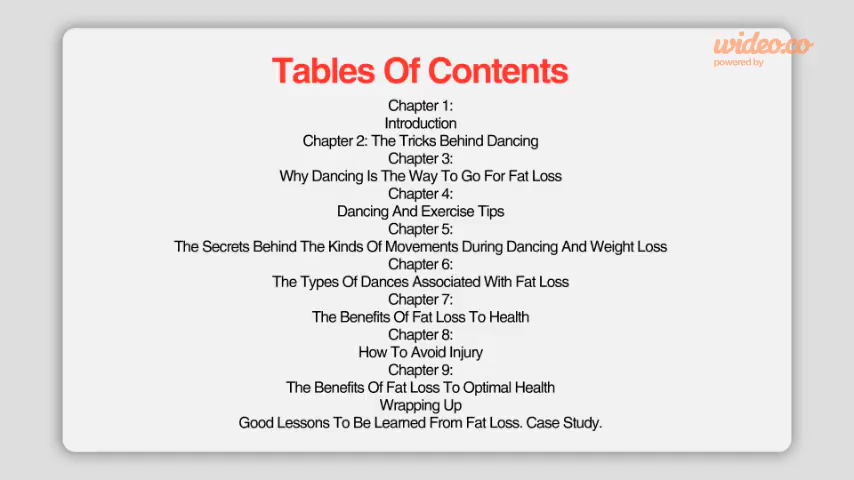 wideo.co
powered by
Tables Of Contents
Chapter 1:
Introduction
Chapter 2: The Tricks Behind Dancing
Chapter 3:
Why Dancing Is The Way To Go For Fat Loss
Chapter 4:
Dancing And Exercise Tips
Chapter 5:
The Secrets Behind The Kinds Of Movements During Dancing And Weight Loss
Chapter 6:
The Types Of Dances Associated With Fat Loss
Chapter 7:
The Benefits Of Fat Loss To Health
Chapter 8:
How To Avoid Injury
Chapter 9:
The Benefits Of Fat Loss To Optimal Health
Wrapping Up
Good Lessons To Be Learned From Fat Loss. Case Study.